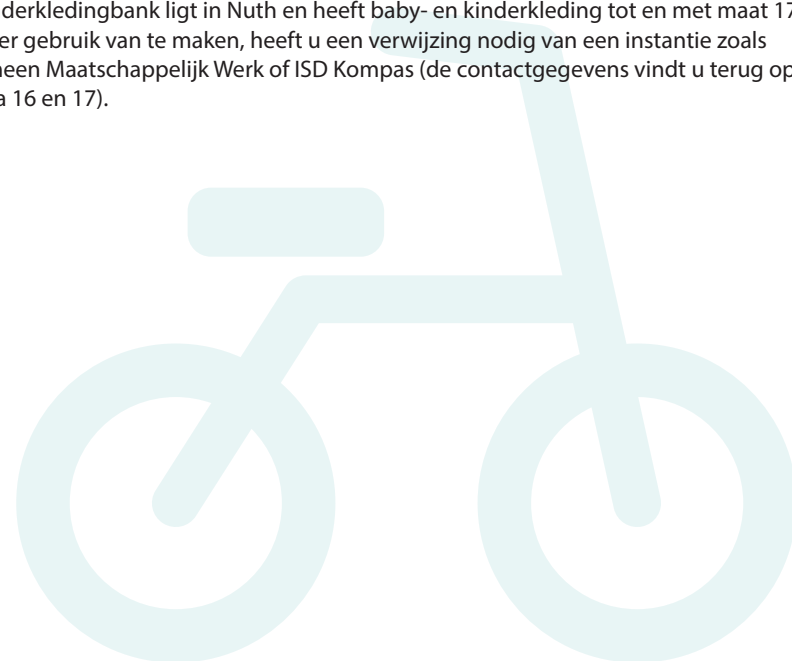 derkledingbank ligt in Nuth en heeft baby- en kinderkleding tot en met maat 17
er gebruik van te maken, heeft u een verwijzing nodig van een instantie zoals
neen Maatschappelijk Werk of ISD Kompas (de contactgegevens vindt u terug op
a 16 en 17).